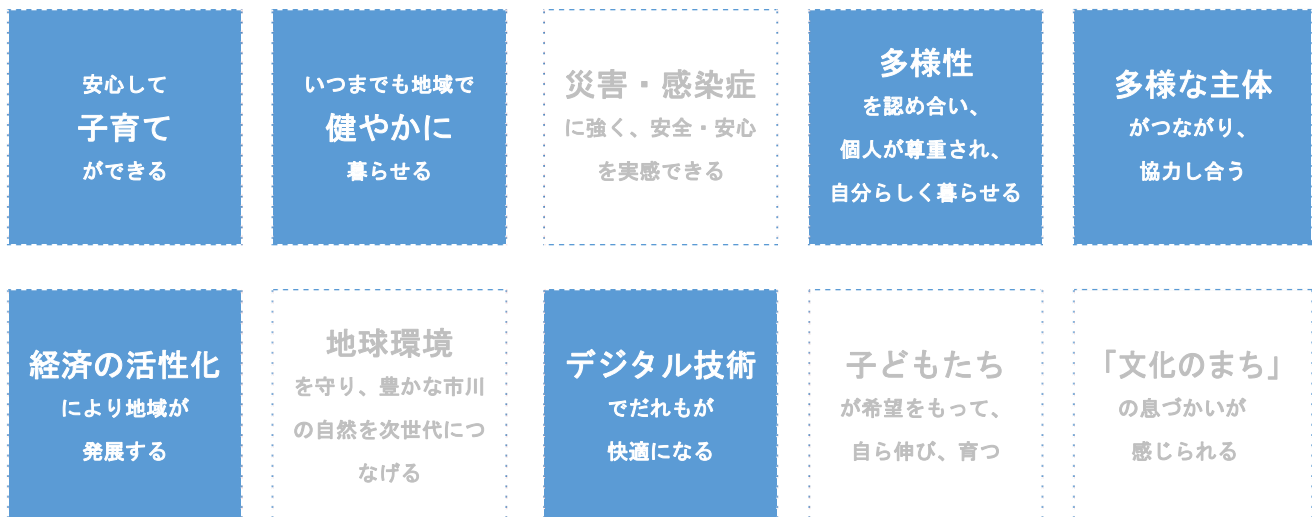 安心して
子育て
ができる
いつまでも地域で
健やかに
暮らせる
災害・感染症
に強く、安全・安心
を実感できる
多様性
を認め合い、
個人が尊重され、
自分らしく暮らせる
多様な主体
がつながり、
協力し合う
経済の活性化
により地域が
発展する
地球環境
を守り、豊かな市川
の自然を次世代につ
なげる
デジタル技術
でだれもが
快適になる
子どもたち
が希望をもって、
自ら伸び、育つ
「文化のまち」
の息づかいが
感じられる